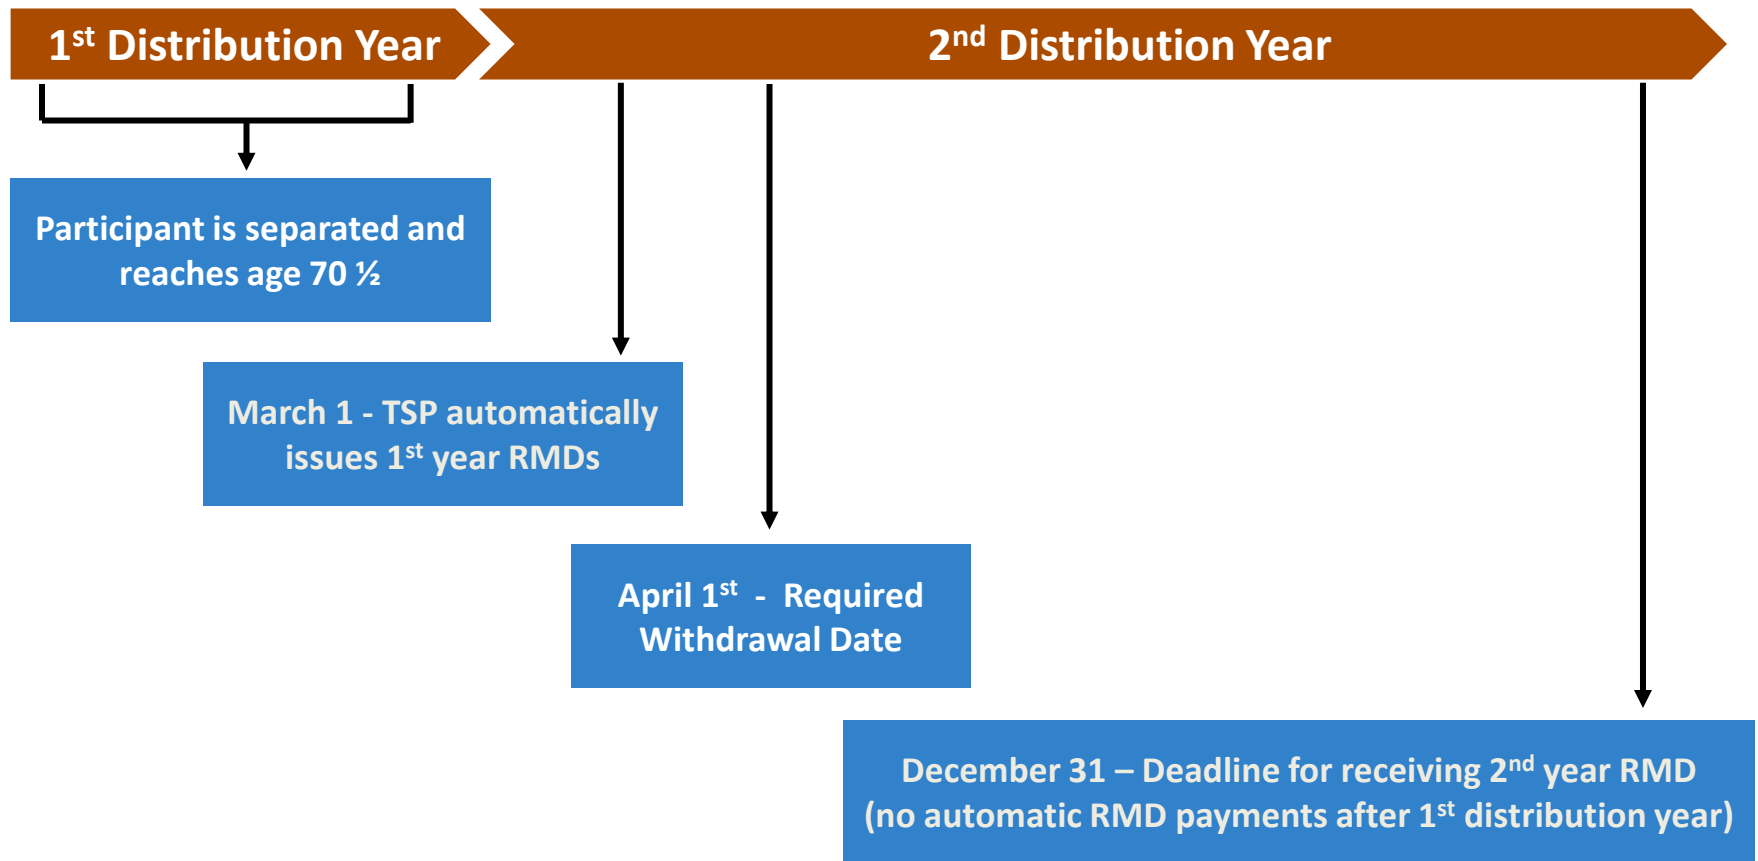 1st Distribution Year
2nd Distribution Year
Participant is separated and
reaches age 70 ½
March 1 - TSP automatically
issues 1st year RMDs
April 1st - Required
Withdrawal Date
December 31 – Deadline for receiving 2nd year RMD
(no automatic RMD payments after 1st distribution year)